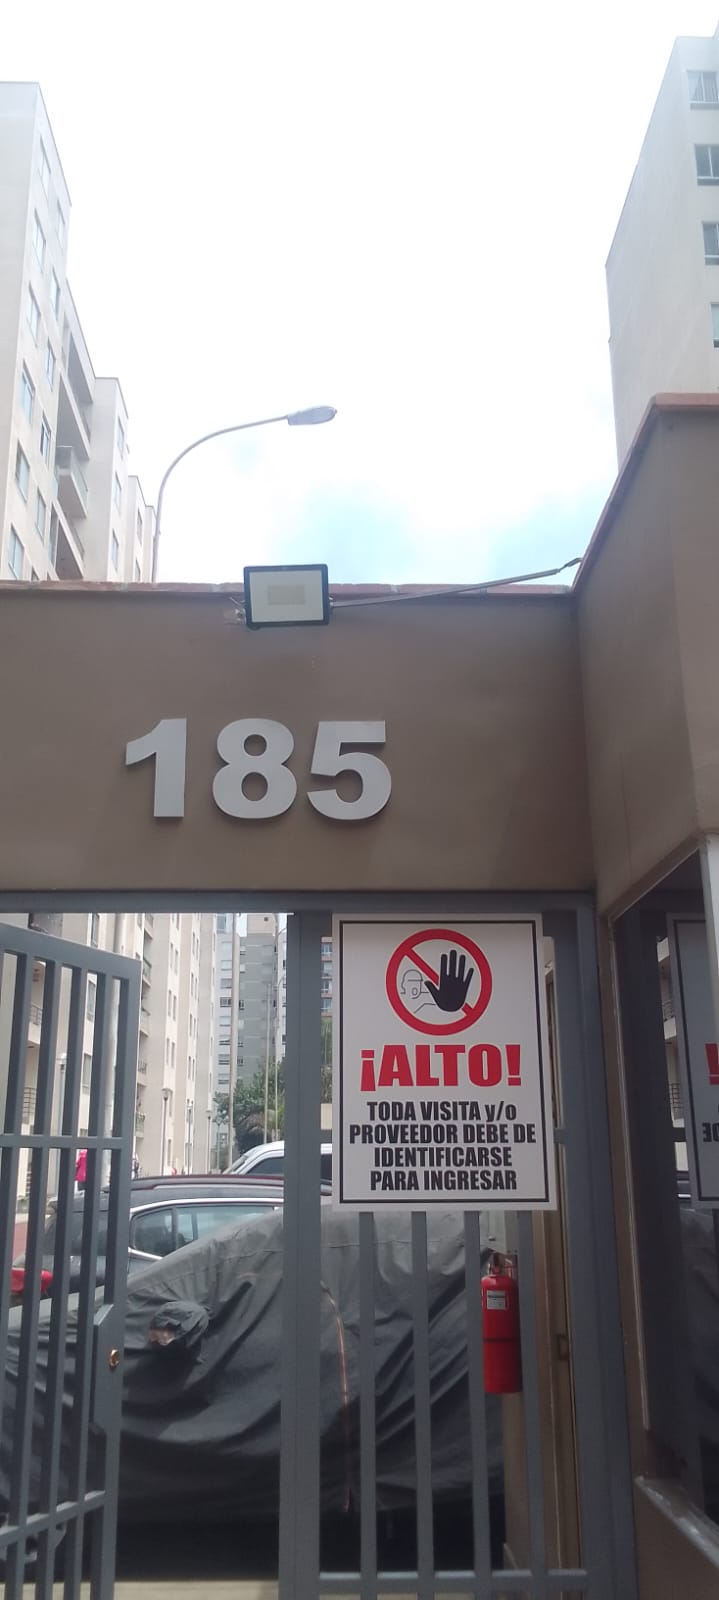 185
¡ALTO!
TODA VISITA y/o
PROVEEDOR DEBE DE
IDENTIFICARSE
PARA INGRESAR